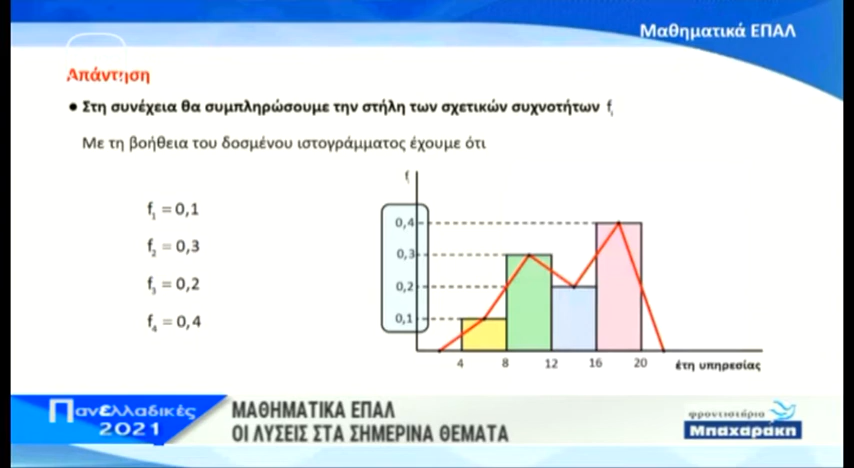 Μαθηματικά ΕΠΑΛ
Απάντηση
• Στη συνέχεια θα συμπληρώσουμε την στήλη των σχετικών συχνοτήτων fᵢ
Με τη βοήθεια του δοσμένου ιστογράμματος έχουμε ότι
f₁ = 0,1
f₂ = 0,3
f₃ = 0,2
f₄ = 0,4
fᵢ
0,4
0,3
0,2
0,1
4 8 12 16 20 έτη υπηρεσίας
Πανελλαδικές
2021
ΜΑΘΗΜΑΤΙΚΑ ΕΠΑΛ
ΟΙ ΛΥΣΕΙΣ ΣΤΑ ΣΗΜΕΡΙΝΑ ΘΕΜΑΤΑ
φροντιστήριο
Μπαχαράκη